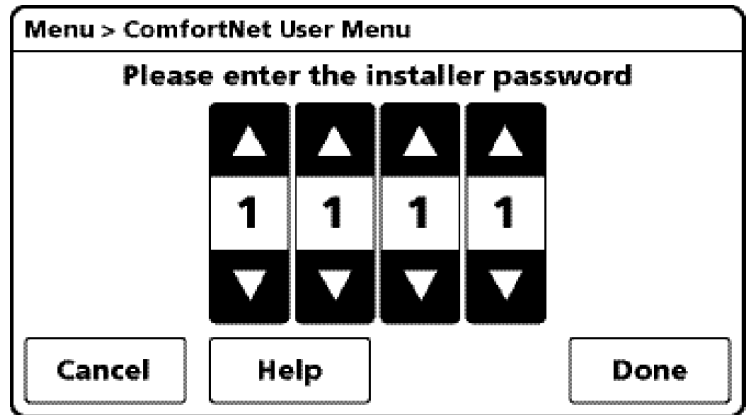 Menu > ComfortNet User Menu
Please enter the installer password
1 1 1 1
Cancel Help Done